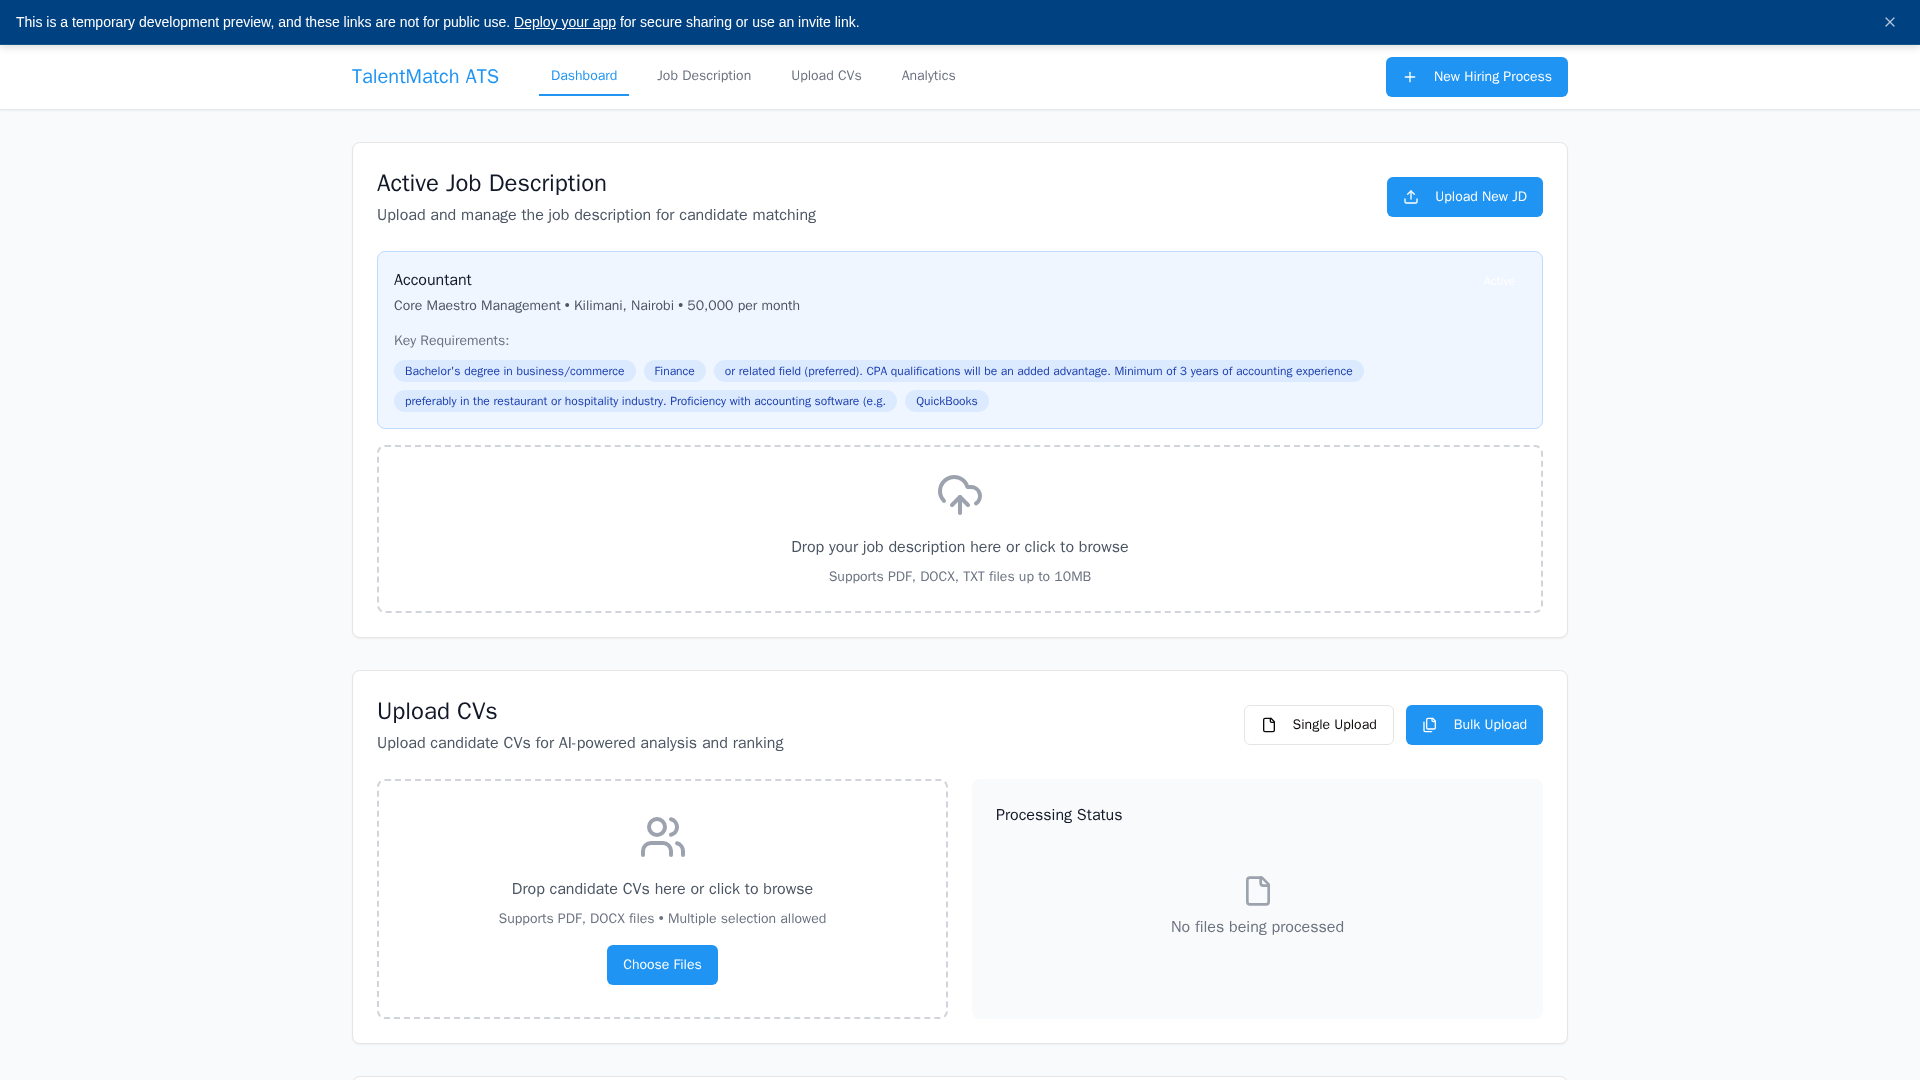 This is a temporary development preview, and these links are not for public use. Deploy your app for secure sharing or use an invite link.
TalentMatch ATS
Dashboard
Job Description
Upload CVs
Analytics
New Hiring Process
Active Job Description
Upload and manage the job description for candidate matching
Upload New JD
Accountant
Active
Core Maestro Management • Kilimani, Nairobi • 50,000 per month
Key Requirements:
Bachelor's degree in business/commerce
Finance
or related field (preferred). CPA qualifications will be an added advantage. Minimum of 3 years of accounting experience
preferably in the restaurant or hospitality industry. Proficiency with accounting software (e.g.
QuickBooks
Drop your job description here or click to browse
Supports PDF, DOCX, TXT files up to 10MB
Upload CVs
Upload candidate CVs for AI-powered analysis and ranking
Single Upload
Bulk Upload
Drop candidate CVs here or click to browse
Supports PDF, DOCX files • Multiple selection allowed
Choose Files
Processing Status
No files being processed